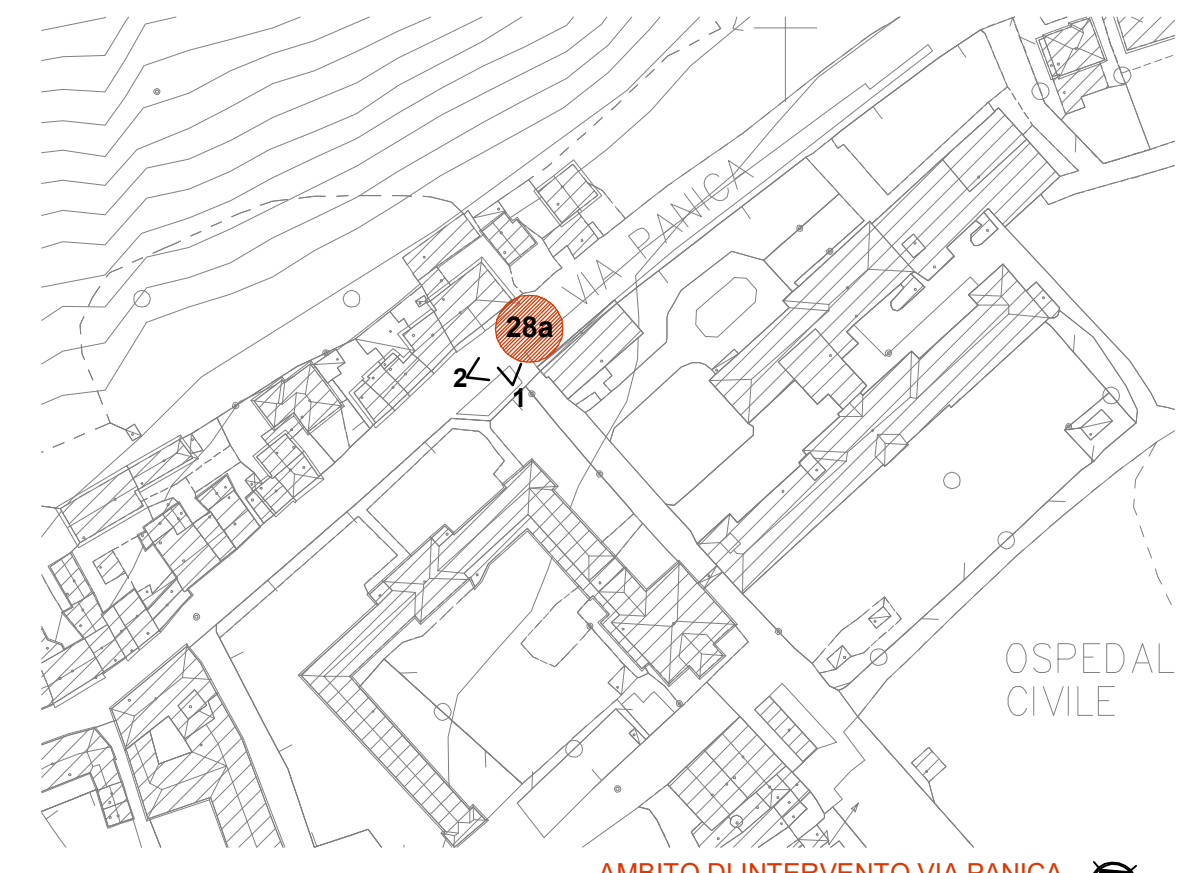 VIA PANICA
28a
2
1
OSPEDAL
CIVILE
AMBITO DI INTERVENTO VIA PANICA